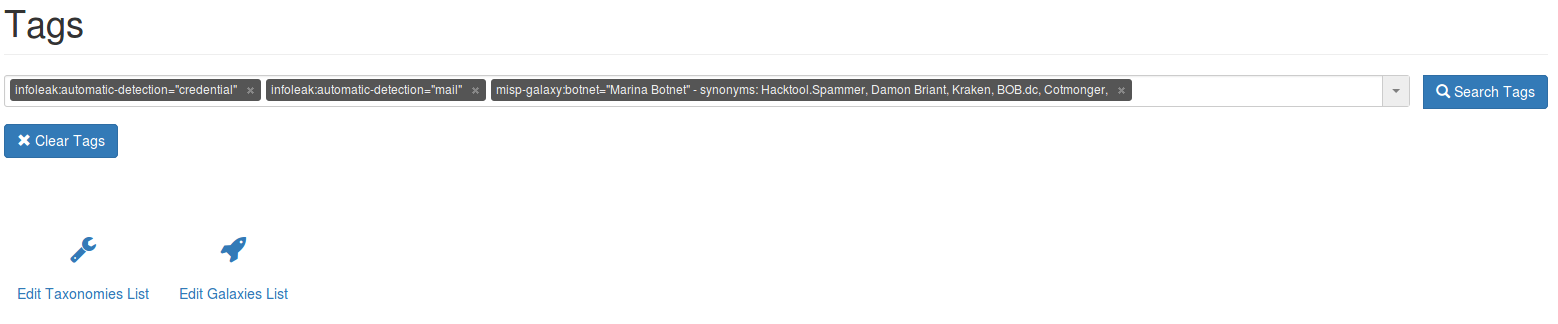 Tags
infoleak:automatic-detection="credential" × infoleak:automatic-detection="mail" × misp-galaxy:botnet="Marina Botnet" - synonyms: Hacktool.Spammer, Damon Briant, Kraken, BOB.dc, Cotmonger, × Search Tags
Clear Tags
Edit Taxonomies List Edit Galaxies List